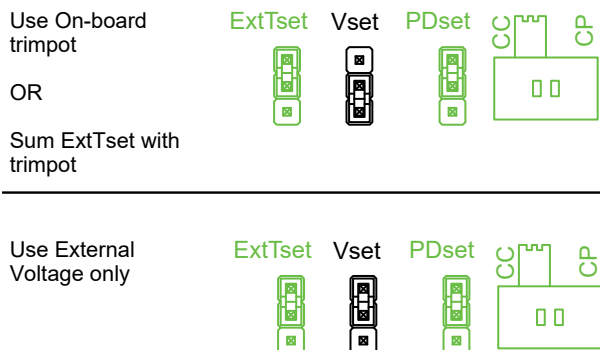 Use On-board
trimpot
OR
Sum ExtTset with
trimpot
ExtTset Vset PDset CC CP
Use External
Voltage only
ExtTset Vset PDset CC CP